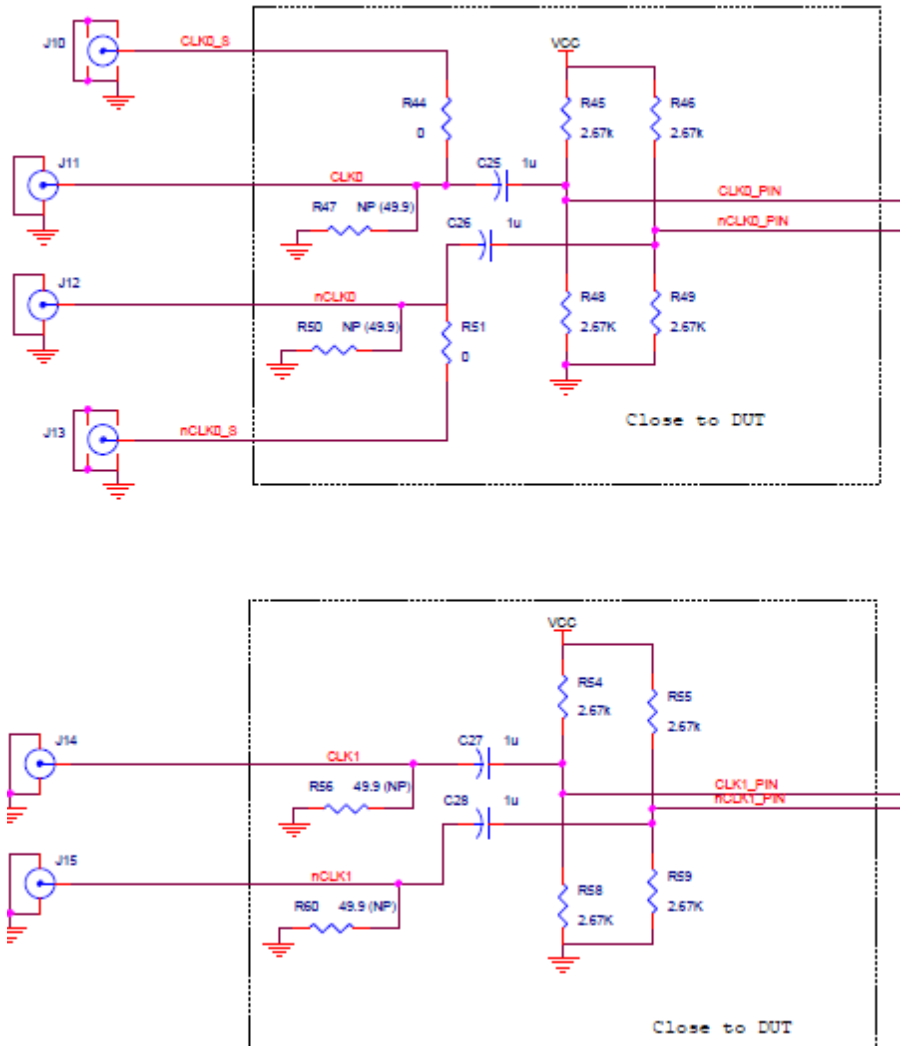 J10
CLK0_S
VCC
R44
0
R45
2.67k
R46
2.67k
J11
CLK0
C25 1u
R47 NP (49.9)
CLK0_PIN
C26 1u
nCLK0_PIN
J12
nCLK0
R50 NP (49.9)
R51
0
R48
2.67K
R49
2.67K
J13
nCLK0_S
Close to DUT
VCC
R54
2.67k
R55
2.67k
J14
CLK1
C27 1u
R56 49.9 (NP)
C28 1u
CLK1_PIN
nCLK1_PIN
J15
nCLK1
R60 49.9 (NP)
R58
2.67K
R59
2.67K
Close to DUT